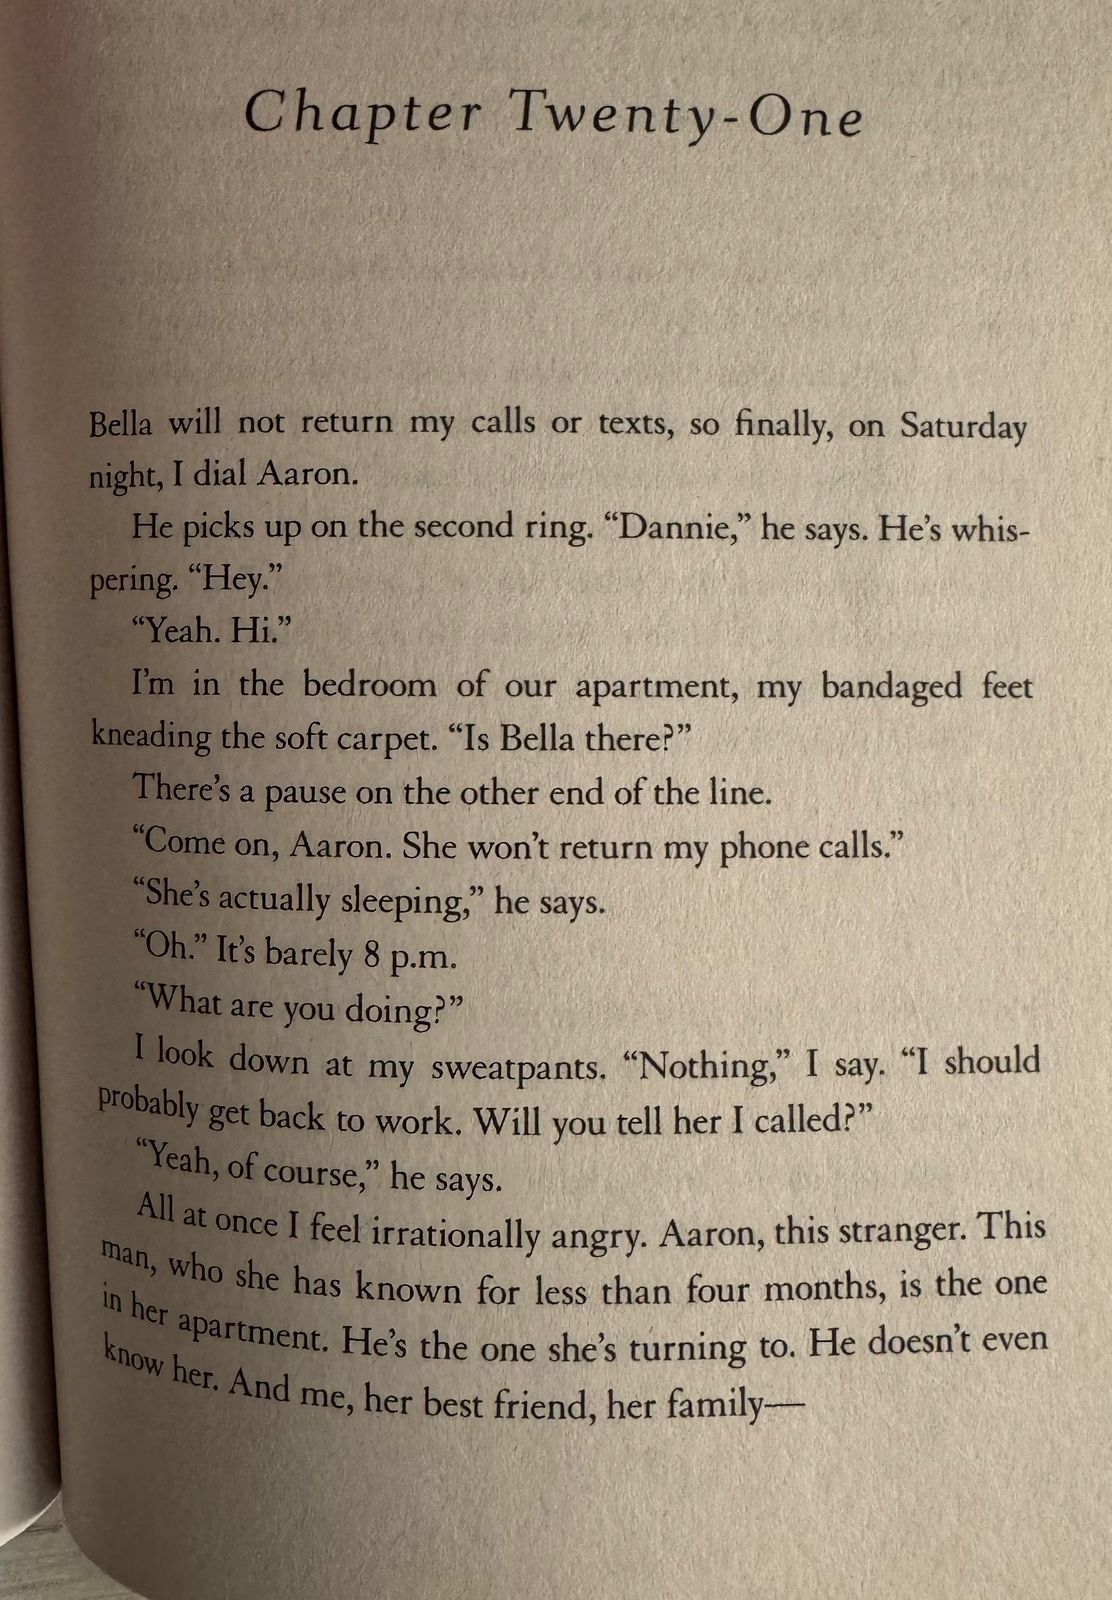 Chapter Twenty-One
Bella will not return my calls or texts, so finally, on Saturday
night, I dial Aaron.
He picks up on the second ring. “Dannie,” he says. He’s whis-
pering. “Hey.”
“Yeah. Hi.”
I’m in the bedroom of our apartment, my bandaged feet
kneading the soft carpet. “Is Bella there?”
There’s a pause on the other end of the line.
“Come on, Aaron. She won’t return my phone calls.”
“She’s actually sleeping,” he says.
“Oh.” It’s barely 8 p.m.
“What are you doing?”
I look down at my sweatpants. “Nothing,” I say. “I should
probably get back to work. Will you tell her I called?”
“Yeah, of course,” he says.
All at once I feel irrationally angry. Aaron, this stranger. This
man, who she has known for less than four months, is the one
in her apartment. He’s the one she’s turning to. He doesn’t even
know her. And me, her best friend, her family—